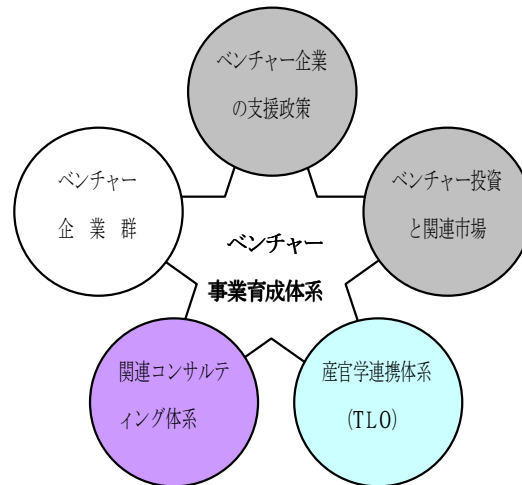 ベンチャー企業
の支援政策
ベンチャー
企 業 群
ベンチャー投資
と関連市場
ベンチャー
事業育成体系
関連コンサルテ
ィング体系
産官学連携体系
(TLO)